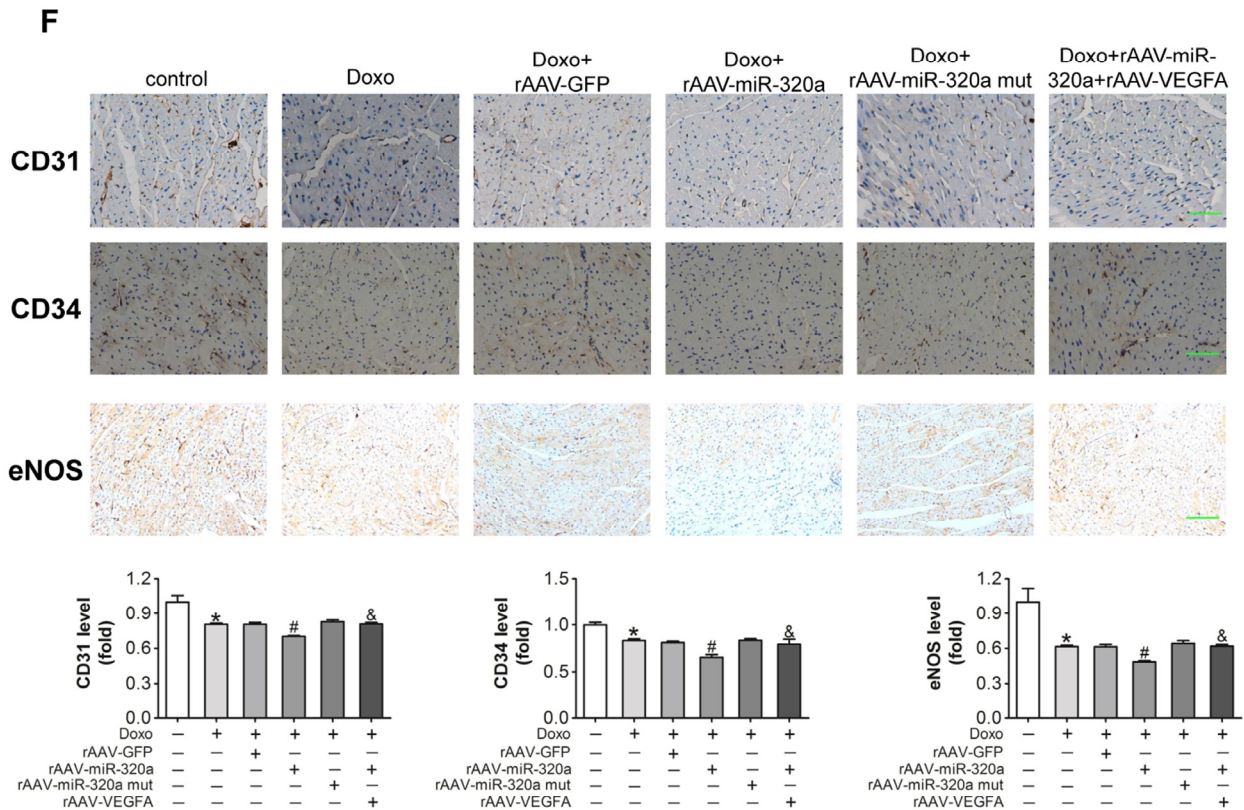 F
control
Doxo
Doxo+
rAAV-GFP
Doxo+
rAAV-miR-320a
Doxo+
rAAV-miR-320a mut
Doxo+rAAV-miR-
320a+rAAV-VEGFA
CD31
CD34
eNOS
CD31 level
(fold)
1.2
0.9
0.6
0.3
0.0
*
#
&
Doxo − + + + + +
rAAV-GFP − − + − − −
rAAV-miR-320a − − − + − +
rAAV-miR-320a mut − − − − + −
rAAV-VEGFA − − − − − +
CD34 level
(fold)
1.5
1.0
0.5
0.0
*
#
&
Doxo − + + + + +
rAAV-GFP − − + − − −
rAAV-miR-320a − − − + − +
rAAV-miR-320a mut − − − − + −
rAAV-VEGFA − − − − − +
eNOS level
(fold)
1.2
0.9
0.6
0.3
0.0
*
#
&
Doxo − + + + + +
rAAV-GFP − − + − − −
rAAV-miR-320a − − − + − +
rAAV-miR-320a mut − − − − + −
rAAV-VEGFA − − − − − +